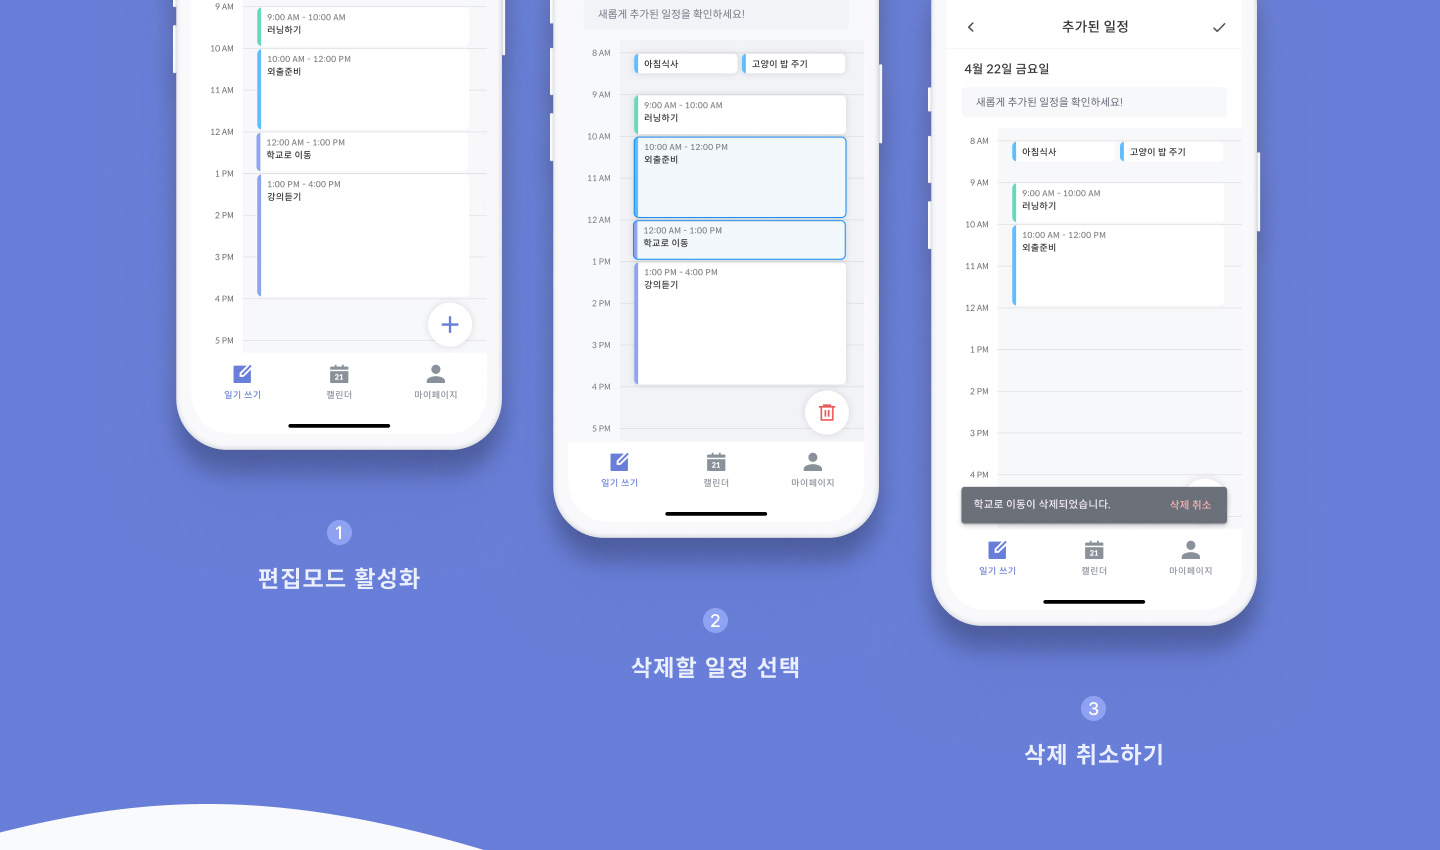 9 AM
9:00 AM - 10:00 AM
러닝하기
10 AM
10:00 AM - 12:00 PM
외출준비
11 AM
12 AM
12:00 AM - 1:00 PM
학교로 이동
1 PM
1:00 PM - 4:00 PM
강의듣기
2 PM
3 PM
4 PM
5 PM
일기 쓰기
21
캘린더
마이페이지
1
편집모드 활성화
새롭게 추가된 일정을 확인하세요!
8 AM
아침식사
고양이 밥 주기
9 AM
9:00 AM - 10:00 AM
러닝하기
10 AM
10:00 AM - 12:00 PM
외출준비
11 AM
12 AM
12:00 AM - 1:00 PM
학교로 이동
1 PM
1:00 PM - 4:00 PM
강의듣기
2 PM
3 PM
4 PM
5 PM
일기 쓰기
21
캘린더
마이페이지
2
삭제할 일정 선택
추가된 일정
4월 22일 금요일
새롭게 추가된 일정을 확인하세요!
8 AM
아침식사
고양이 밥 주기
9 AM
9:00 AM - 10:00 AM
러닝하기
10 AM
10:00 AM - 12:00 PM
외출준비
11 AM
12 AM
1 PM
2 PM
3 PM
4 PM
학교로 이동이 삭제되었습니다.
삭제 취소
일기 쓰기
21
캘린더
마이페이지
3
삭제 취소하기